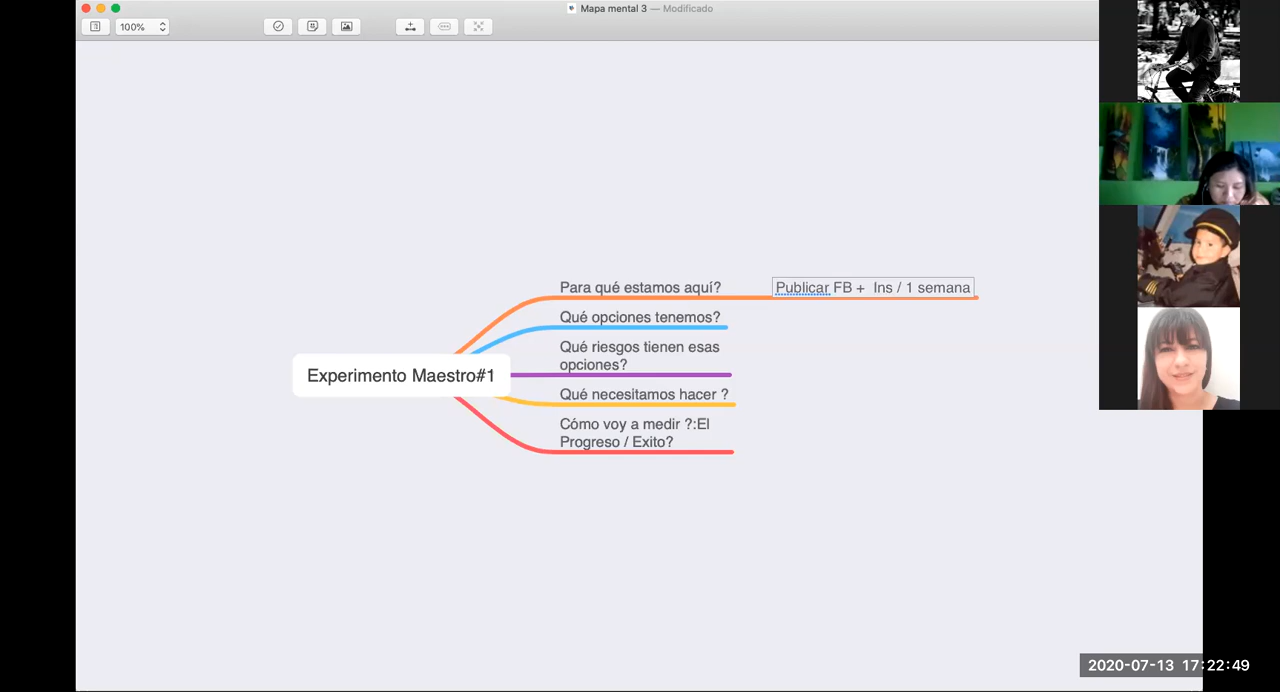 Mapa mental 3 — Modificado
100%
Para qué estamos aquí?
Publicar FB + Ins / 1 semana
Qué opciones tenemos?
Qué riesgos tienen esas
opciones?
Experimento Maestro#1
Qué necesitamos hacer ?
Cómo voy a medir ?:El
Progreso / Exito?
2020-07-13 17:22:49